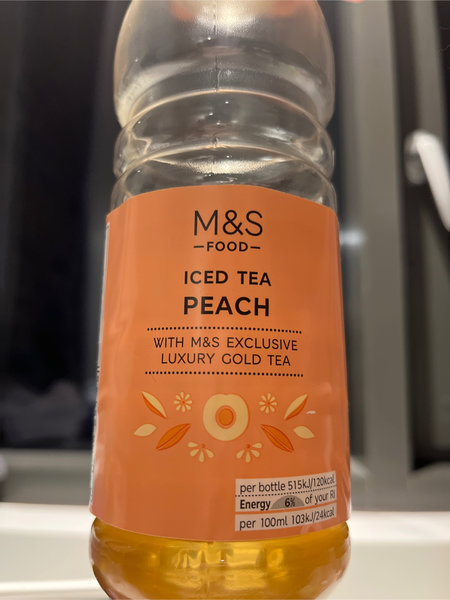 M&S
FOOD
ICED TEA
PEACH
WITH M&S EXCLUSIVE
LUXURY GOLD TEA
per bottle 515kJ/120kcal
Energy 6% of your RI
per 100ml 103kJ/24kcal